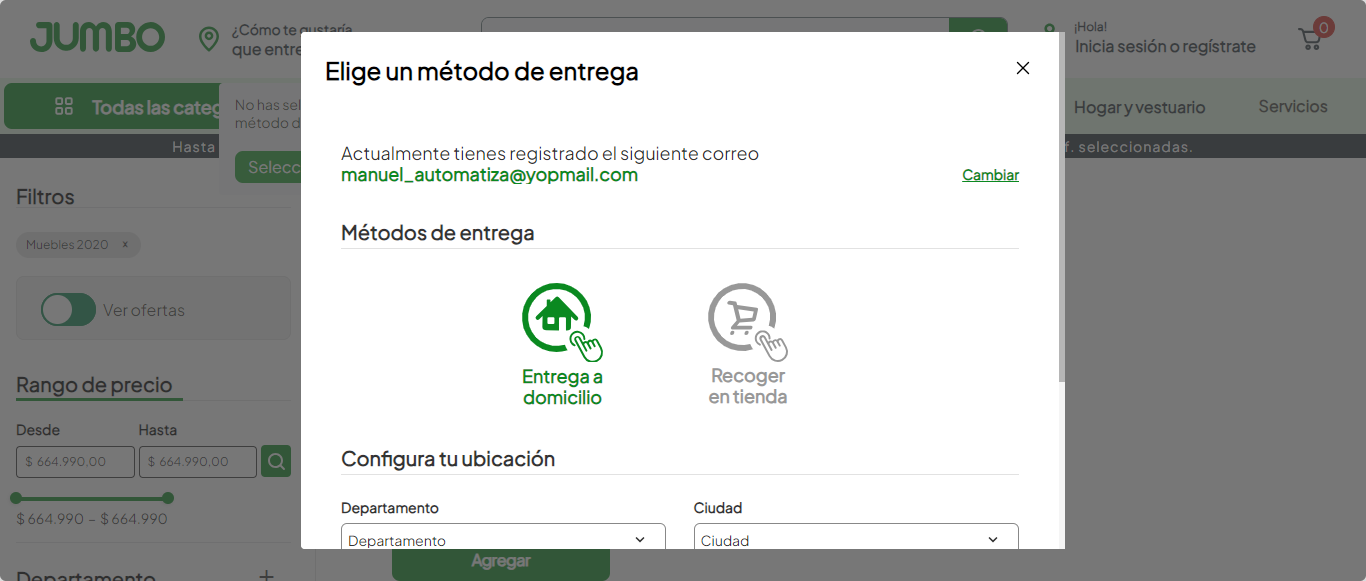 JUMBO
¿Cómo te gustaría
que entre
¡Hola!
Inicia sesión o regístrate
0
Todas las categ
No has sel
método d
Selecc
Hogar y vestuario
Servicios
Hasta
f. seleccionadas.
Elige un método de entrega
Actualmente tienes registrado el siguiente correo
manuel_automatiza@yopmail.com
Cambiar
Métodos de entrega
Entrega a
domicilio
Recoger
en tienda
Configura tu ubicación
Departamento
Ciudad
Departamento
Ciudad
Filtros
Muebles 2020 x
Ver ofertas
Rango de precio
Desde
Hasta
$ 664.990,00
$ 664.990,00
$ 664.990 – $ 664.990
Departamento
Agregar